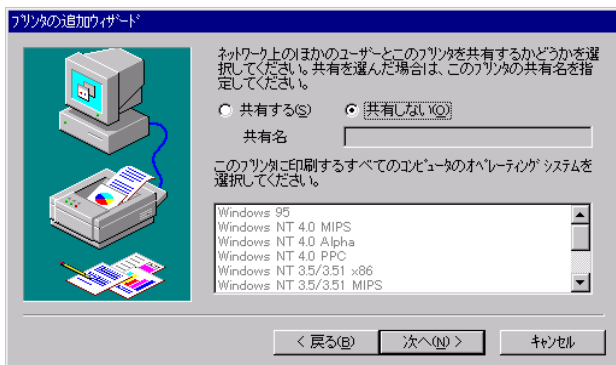 ﾌﾟﾘﾝﾀの追加ｳｨｻﾞｰﾄﾞ
ﾈｯﾄﾜｰｸ上のほかのﾕｰｻﾞｰとこのﾌﾟﾘﾝﾀを共有するかどうかを選
択してください。共有を選んだ場合は、このﾌﾟﾘﾝﾀの共有名を指
定してください。
共有する(S) 共有しない(O)
共有名
このﾌﾟﾘﾝﾀに印刷するすべてのｺﾝﾋﾟｭｰﾀのｵﾍﾟﾚｰﾃｨﾝｸﾞ ｼｽﾃﾑを
選択してください。
Windows 95
Windows NT 4.0 MIPS
Windows NT 4.0 Alpha
Windows NT 4.0 PPC
Windows NT 3.5/3.51 x86
Windows NT 3.5/3.51 MIPS
< 戻る(B) 次へ(N) > ｷｬﾝｾﾙ